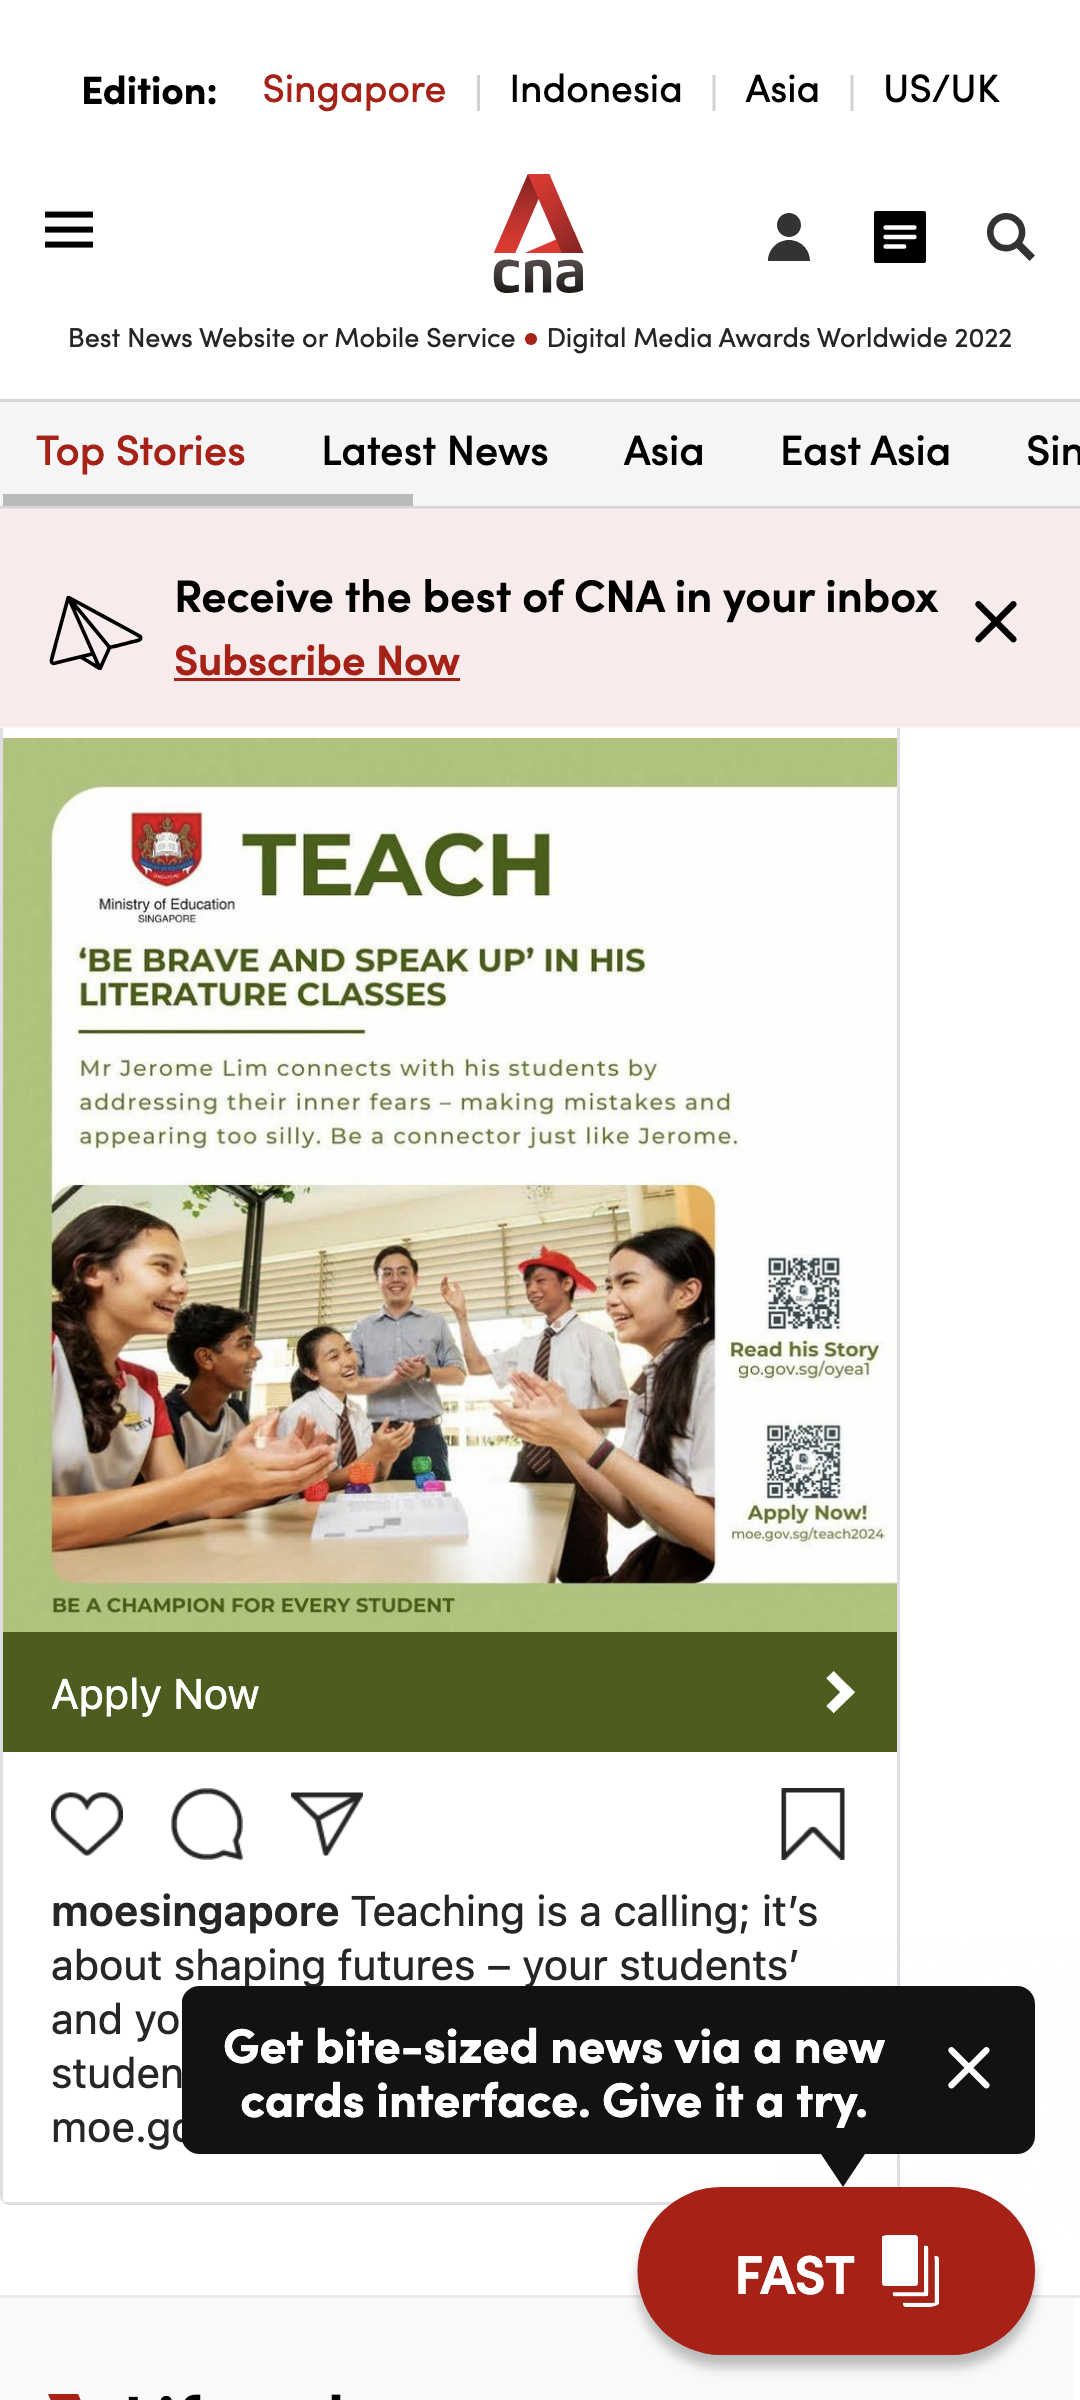 Edition: Singapore Indonesia Asia US/UK
cna
Best News Website or Mobile Service • Digital Media Awards Worldwide 2022
Top Stories Latest News Asia East Asia Sin
Receive the best of CNA in your inbox
Subscribe Now
TEACH
Ministry of Education
SINGAPORE
‘BE BRAVE AND SPEAK UP’ IN HIS
LITERATURE CLASSES
Mr Jerome Lim connects with his students by
addressing their inner fears – making mistakes and
appearing too silly. Be a connector just like Jerome.
Read his Story
go.gov.sg/oyea1
Apply Now!
moe.gov.sg/teach2024
BE A CHAMPION FOR EVERY STUDENT
Apply Now
moesingapore Teaching is a calling; it’s
about shaping futures – your students’
and yo
studen
moe.go
Get bite-sized news via a new
cards interface. Give it a try.
FAST